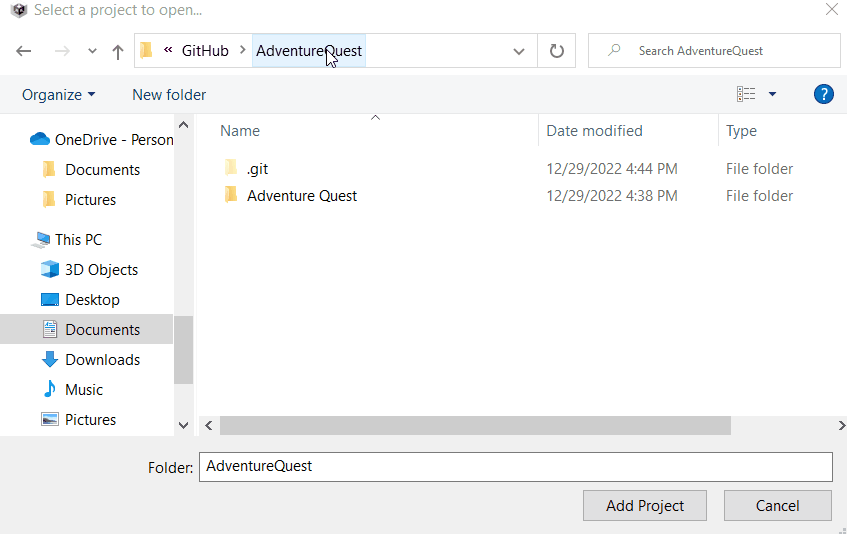 Select a project to open...
« GitHub > AdventureQuest
Search AdventureQuest
Organize New folder
?
Name Date modified Type
OneDrive - Person
Documents
Pictures
This PC
3D Objects
Desktop
Documents
Downloads
Music
Pictures
.git 12/29/2022 4:44 PM File folder
Adventure Quest 12/29/2022 4:38 PM File folder
Folder: AdventureQuest
Add Project Cancel